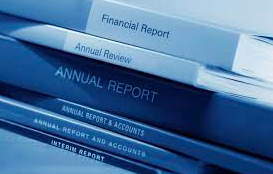 Financial Report
Annual Review
ANNUAL REPORT
ANNUAL REPORT & ACCOUNTS
ANNUAL REPORT AND ACCOUNTS
INTERIM REPORT